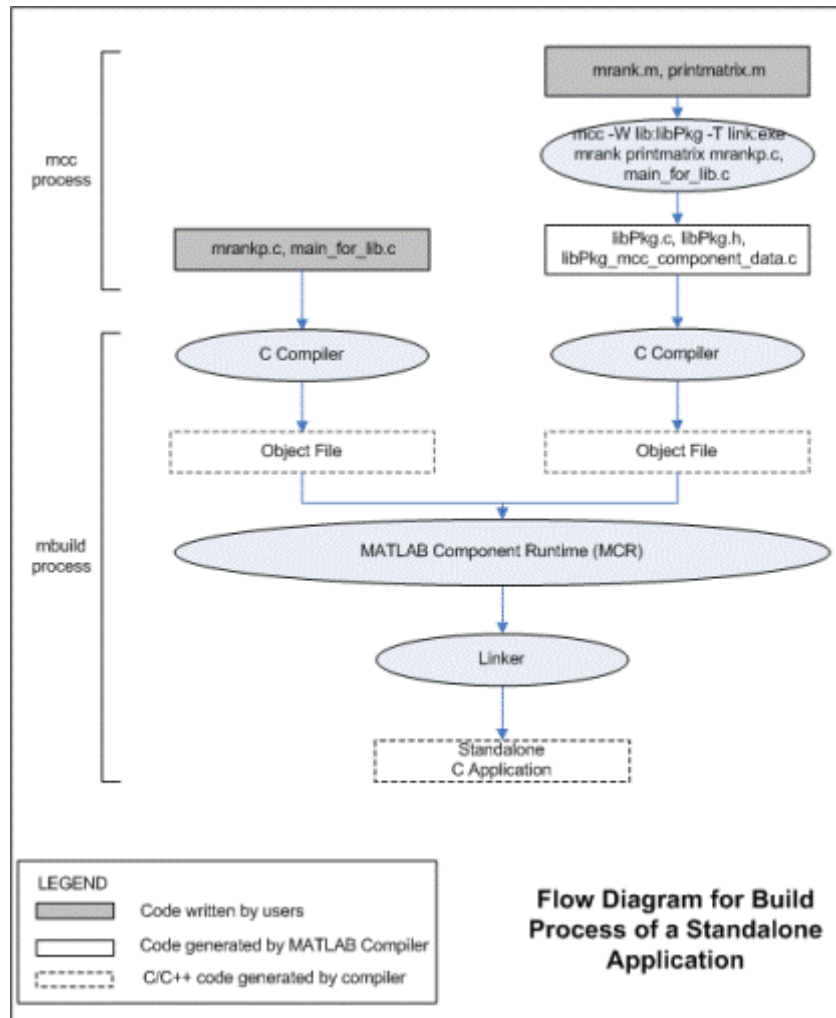 mrank.m, printmatrix.m
mcc -W lib:libPkg -T link:exe
mrank printmatrix mrankp.c,
main_for_lib.c
mcc
process
mrankp.c, main_for_lib.c
libPkg.c, libPkg.h,
libPkg_mcc_component_data.c
C Compiler
C Compiler
Object File
Object File
mbuild
process
MATLAB Component Runtime (MCR)
Linker
Standalone
C Application
LEGEND
Code written by users
Code generated by MATLAB Compiler
C/C++ code generated by compiler
Flow Diagram for Build
Process of a Standalone
Application